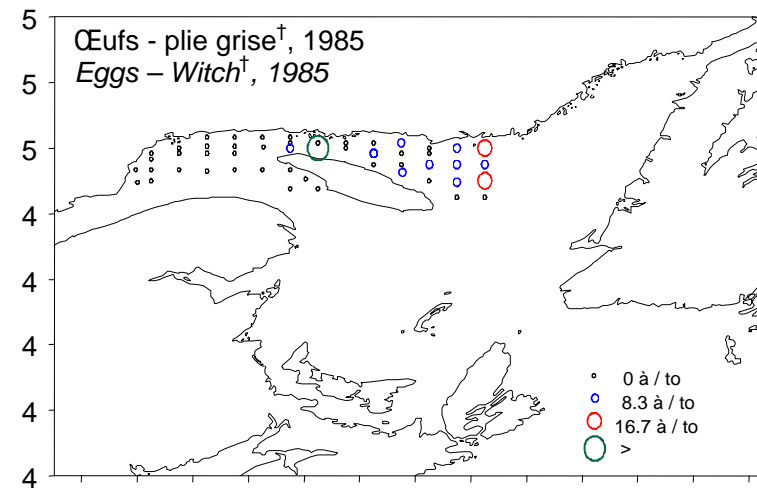 Œufs - plie grise†, 1985
Eggs – Witch†, 1985
5
5
5
4
4
4
4
4
0 à / to
8.3 à / to
16.7 à / to
>